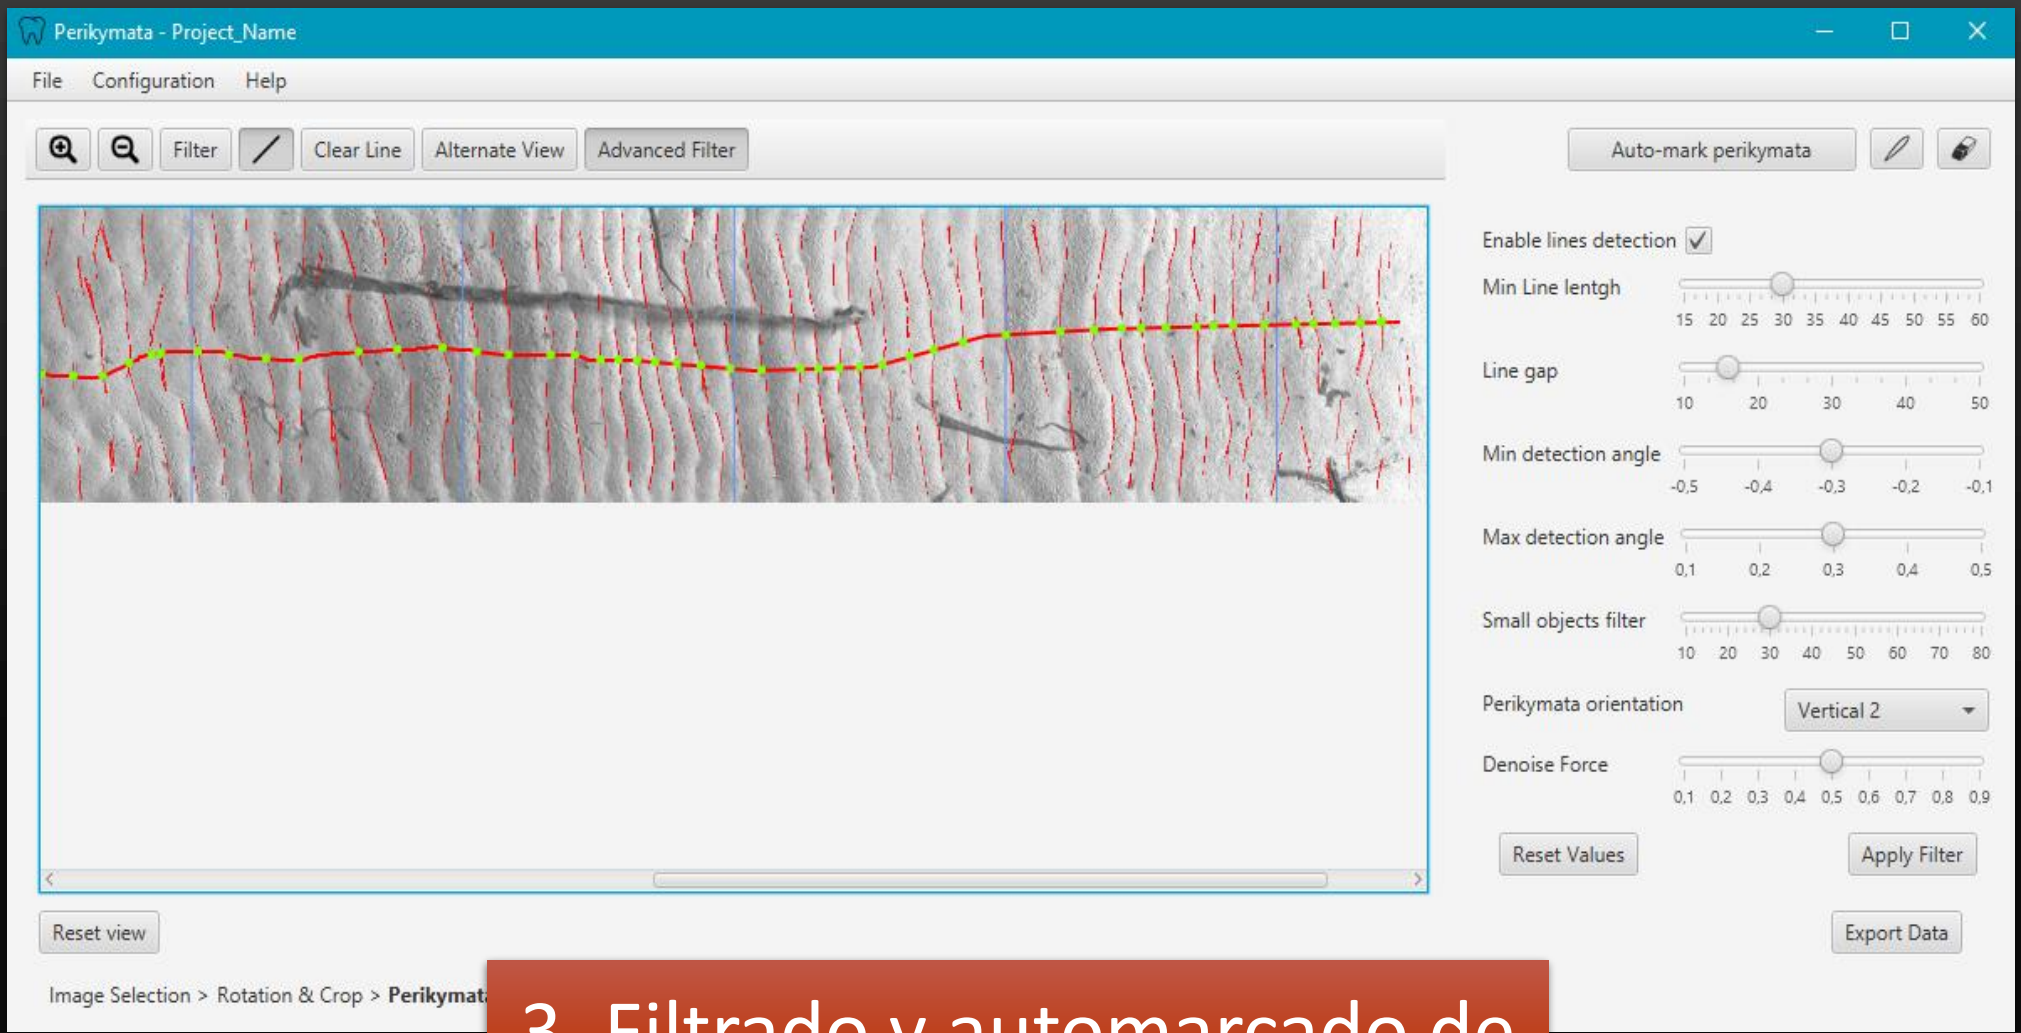 Perikymata - Project_Name
File Configuration Help
Filter Clear Line Alternate View Advanced Filter Auto-mark perikymata
Enable lines detection
Min Line lentgh
15 20 25 30 35 40 45 50 55 60
Line gap
10 20 30 40 50
Min detection angle
-0,5 -0,4 -0,3 -0,2 -0,1
Max detection angle
0,1 0,2 0,3 0,4 0,5
Small objects filter
10 20 30 40 50 60 70 80
Perikymata orientation Vertical 2
Denoise Force
0,1 0,2 0,3 0,4 0,5 0,6 0,7 0,8 0,9
Reset Values Apply Filter
Reset view Export Data
Image Selection > Rotation & Crop > Perikymat
3. Filtrado y automarcado de